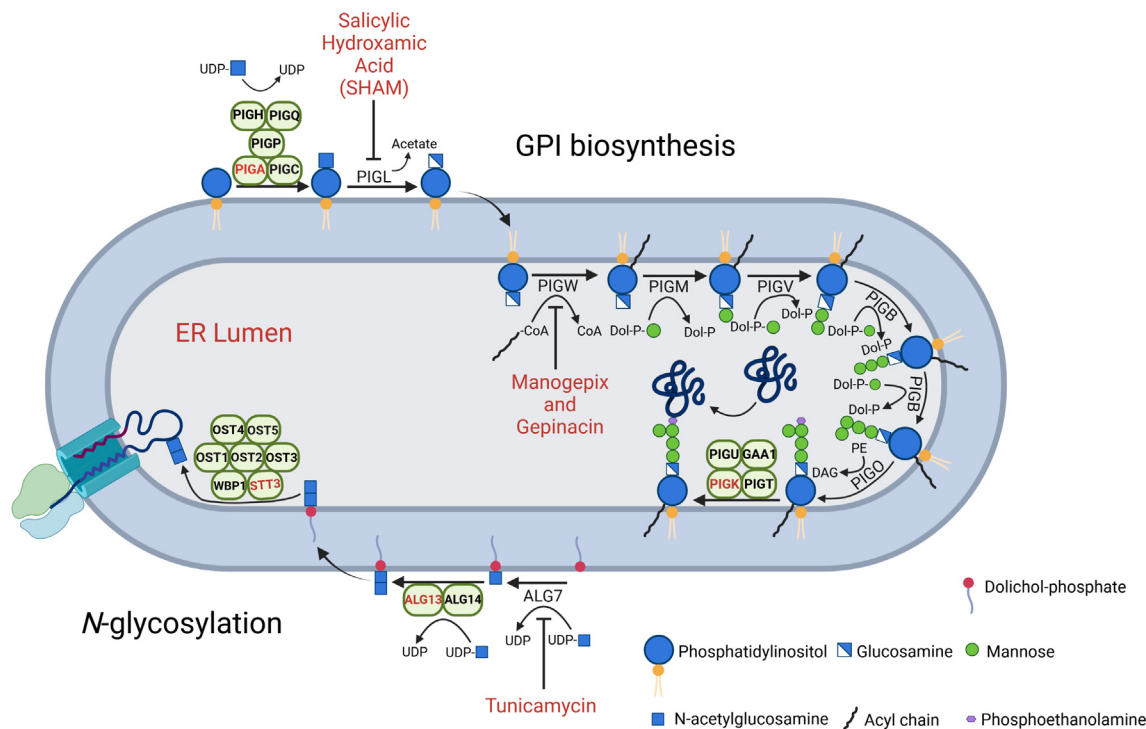 Salicylic
Hydroxamic
Acid
(SHAM)
UDP-
UDP
PIGH PIGQ
PIGP
PIGA PIGC
Acetate
PIGL
GPI biosynthesis
ER Lumen
PIGW
PIGM
PIGV
PIGB
-CoA
CoA
Dol-P-
Dol-P
Dol-P-
Dol-P
Dol-P-
Dol-P
PIGB
Dol-P-
Dol-P
Manogepix
and
Gepinacin
PE
DAG
PIGO
PIGU GAA1
PIGK PIGT
OST4 OST5
OST1 OST2 OST3
WBP1 STT3
N-glycosylation
ALG13 ALG14
UDP
UDP-
ALG7
UDP
UDP-
Tunicamycin
Dolichol-phosphate
Phosphatidylinositol
Glucosamine
Mannose
N-acetylglucosamine
Acyl chain
Phosphoethanolamine